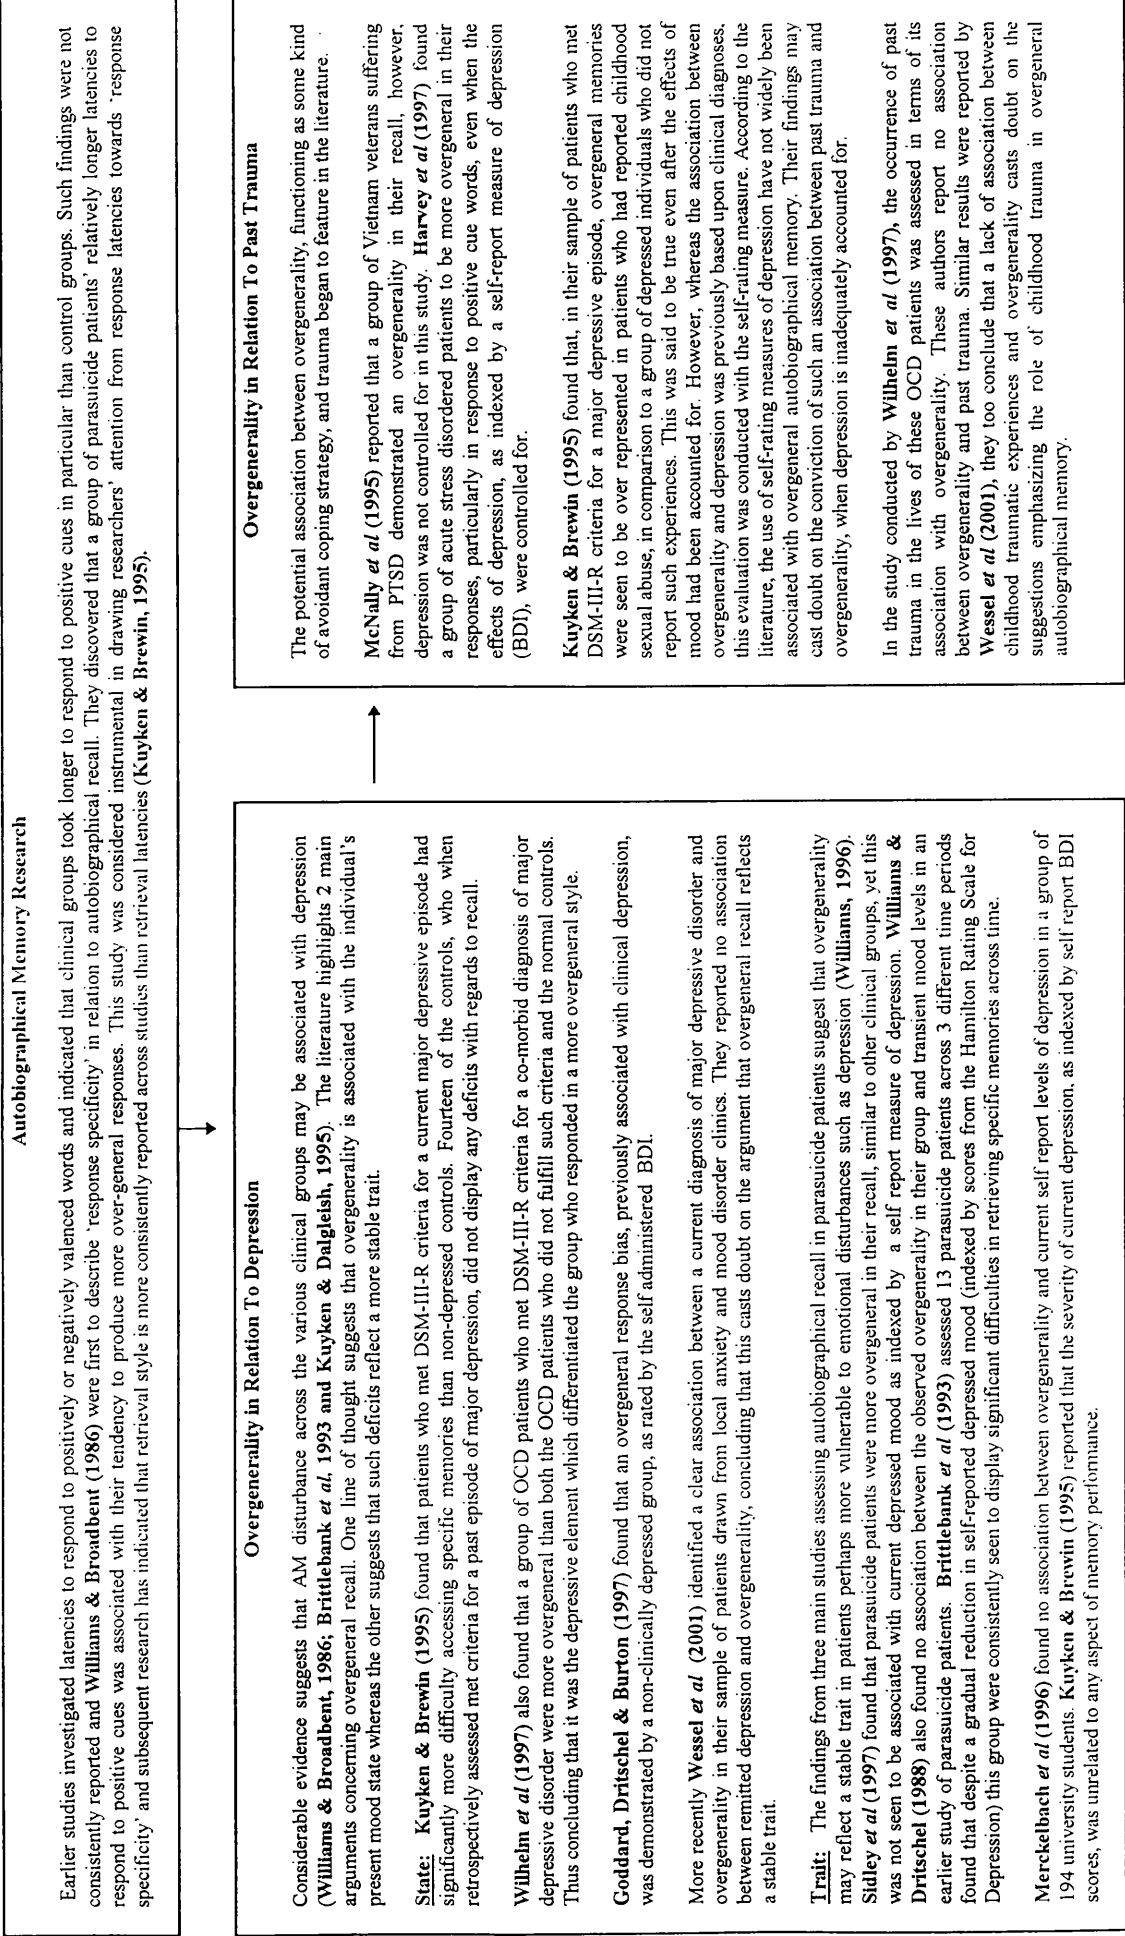 Autobiographical Memory Research
Earlier studies investigated latencies to respond to positively or negatively valenced words and indicated that clinical groups took longer to respond to positive cues in particular than control groups. Such findings were not
consistently reported and Williams & Broadbent (1986) were first to describe 'response specificity' in relation to autobiographical recall. They discovered that a group of parasuicide patients' relatively longer latencies to
respond to positive cues was associated with their tendency to produce more over-general responses. This study was considered instrumental in drawing researchers' attention from response latencies towards 'response
specificity' and subsequent research has indicated that retrieval style is more consistently reported across studies than retrieval latencies (Kuyken & Brewin, 1995).
Overgenerality in Relation To Depression
Considerable evidence suggests that AM disturbance across the various clinical groups may be associated with depression
(Williams & Broadbent, 1986; Brittlebank et al, 1993 and Kuyken & Dalgleish, 1995). The literature highlights 2 main
arguments concerning overgeneral recall. One line of thought suggests that overgenerality is associated with the individual's
present mood state whereas the other suggests that such deficits reflect a more stable trait.
State: Kuyken & Brewin (1995) found that patients who met DSM-III-R criteria for a current major depressive episode had
significantly more difficulty accessing specific memories than non-depressed controls. Fourteen of the controls, who when
retrospectively assessed met criteria for a past episode of major depression, did not display any deficits with regards to recall.
Wilhelm et al (1997) also found that a group of OCD patients who met DSM-III-R criteria for a co-morbid diagnosis of major
depressive disorder were more overgeneral than both the OCD patients who did not fulfill such criteria and the normal controls.
Thus concluding that it was the depressive element which differentiated the group who responded in a more overgeneral style.
Goddard, Dritschel & Burton (1997) found that an overgeneral response bias, previously associated with clinical depression,
was demonstrated by a non-clinically depressed group, as rated by the self administered BDI.
More recently Wessel et al (2001) identified a clear association between a current diagnosis of major depressive disorder and
overgenerality in their sample of patients drawn from local anxiety and mood disorder clinics. They reported no association
between remitted depression and overgenerality, concluding that this casts doubt on the argument that overgeneral recall reflects
a stable trait.
Trait: The findings from three main studies assessing autobiographical recall in parasuicide patients suggest that overgenerality
may reflect a stable trait in patients perhaps more vulnerable to emotional disturbances such as depression (Williams, 1996).
Sidley et al (1997) found that parasuicide patients were more overgeneral in their recall, similar to other clinical groups, yet this
was not seen to be associated with current depressed mood as indexed by a self report measure of depression. Williams &
Dritschel (1988) also found no association between the observed overgenerality in their group and transient mood levels in an
earlier study of parasuicide patients. Brittlebank et al (1993) assessed 13 parasuicide patients across 3 different time periods
found that despite a gradual reduction in self-reported depressed mood (indexed by scores from the Hamilton Rating Scale for
Depression) this group were consistently seen to display significant difficulties in retrieving specific memories across time.
Merckelbach et al (1996) found no association between overgenerality and current self report levels of depression in a group of
194 university students. Kuyken & Brewin (1995) reported that the severity of current depression, as indexed by self report BDI
scores, was unrelated to any aspect of memory performance.
Overgenerality in Relation To Past Trauma
The potential association between overgenerality, functioning as some kind
of avoidant coping strategy, and trauma began to feature in the literature.
McNally et al (1995) reported that a group of Vietnam veterans suffering
from PTSD demonstrated an overgenerality in their recall, however,
depression was not controlled for in this study. Harvey et al (1997) found
a group of acute stress disordered patients to be more overgeneral in their
responses, particularly in response to positive cue words, even when the
effects of depression, as indexed by a self-report measure of depression
(BDI), were controlled for.
Kuyken & Brewin (1995) found that, in their sample of patients who met
DSM-III-R criteria for a major depressive episode, overgeneral memories
were seen to be over represented in patients who had reported childhood
sexual abuse, in comparison to a group of depressed individuals who did not
report such experiences. This was said to be true even after the effects of
mood had been accounted for. However, whereas the association between
overgenerality and depression was previously based upon clinical diagnoses,
this evaluation was conducted with the self-rating measure. According to the
literature, the use of self-rating measures of depression have not widely been
associated with overgeneral autobiographical memory. Their findings may
cast doubt on the conviction of such an association between past trauma and
overgenerality, when depression is inadequately accounted for.
In the study conducted by Wilhelm et al (1997), the occurrence of past
trauma in the lives of these OCD patients was assessed in terms of its
association with overgenerality. These authors report no association
between overgenerality and past trauma. Similar results were reported by
Wessel et al (2001), they too conclude that a lack of association between
childhood traumatic experiences and overgenerality casts doubt on the
suggestions emphasizing the role of childhood trauma in overgeneral
autobiographical memory.